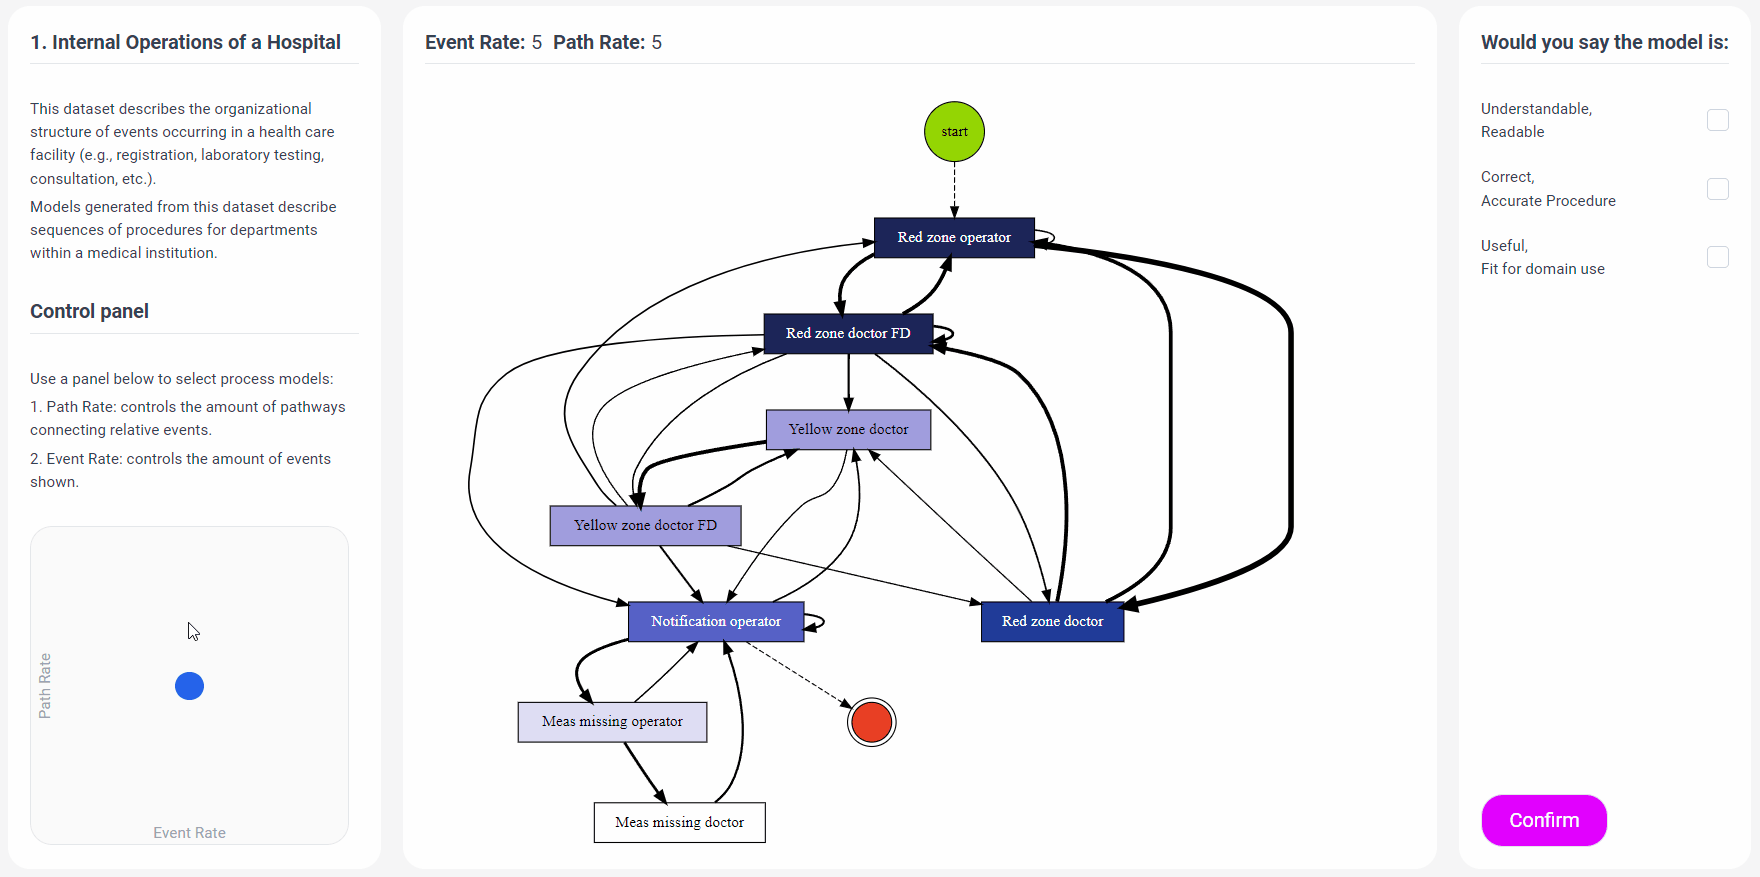 1. Internal Operations of a Hospital
This dataset describes the organizational
structure of events occurring in a health care
facility (e.g., registration, laboratory testing,
consultation, etc.).
Models generated from this dataset describe
sequences of procedures for departments
within a medical institution.
Control panel
Use a panel below to select process models:
1. Path Rate: controls the amount of pathways
connecting relative events.
2. Event Rate: controls the amount of events
shown.
Path Rate
Event Rate
Event Rate: 5 Path Rate: 5
start
Red zone operator
Red zone doctor FD
Yellow zone doctor
Yellow zone doctor FD
Notification operator
Red zone doctor
Meas missing operator
Meas missing doctor
Would you say the model is:
Understandable,
Readable
Correct,
Accurate Procedure
Useful,
Fit for domain use
Confirm